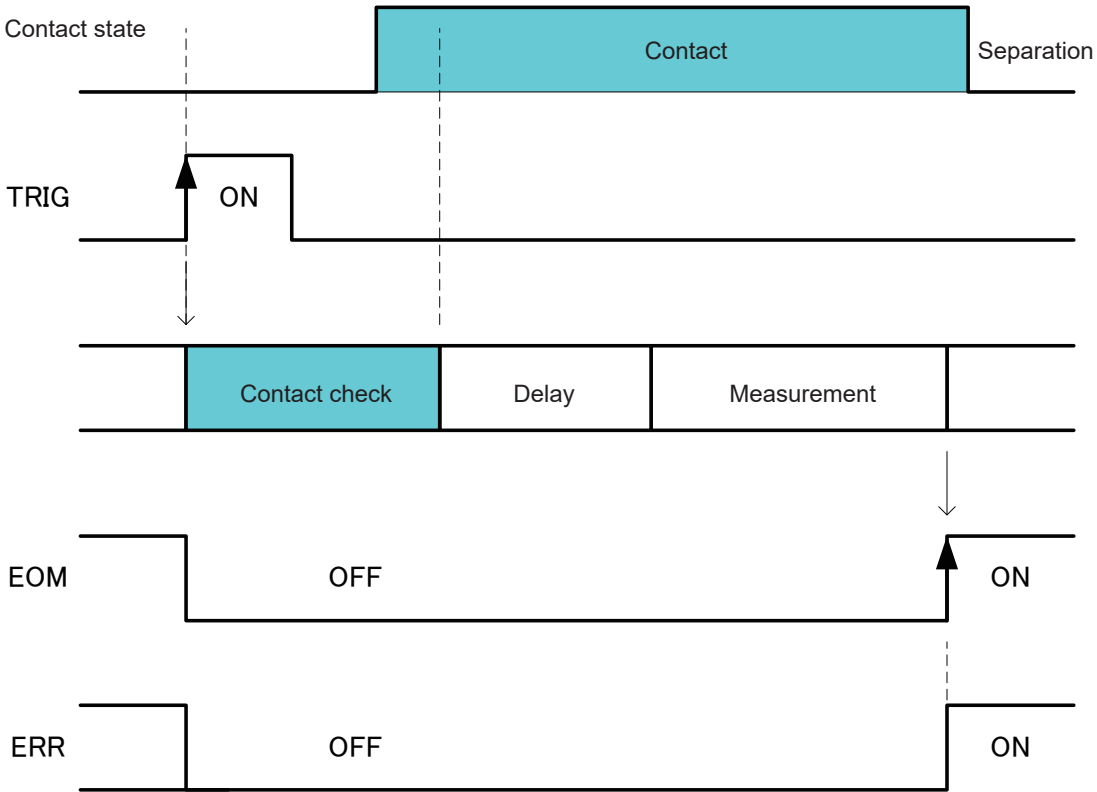 Contact state
Contact
Separation
TRIG
ON
Contact check
Delay
Measurement
EOM
OFF
ON
ERR
OFF
ON